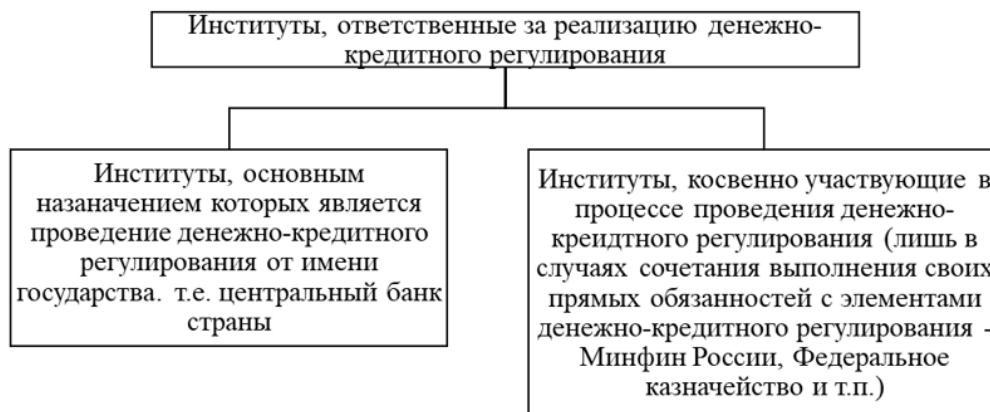 Институты, ответственные за реализацию денежно-
кредитного регулирования
Институты, основным
назаначением которых является
проведение денежно-кредитного
регулирования от имени
государства. т.е. центральный банк
страны
Институты, косвенно участвующие в
процессе проведения денежно-
креидтного регулирования (лишь в
случаях сочетания выполнения своих
прямых обязанностей с элементами
денежно-кредитного регулирования -
Минфин России, Федеральное
казначейство и т.п.)